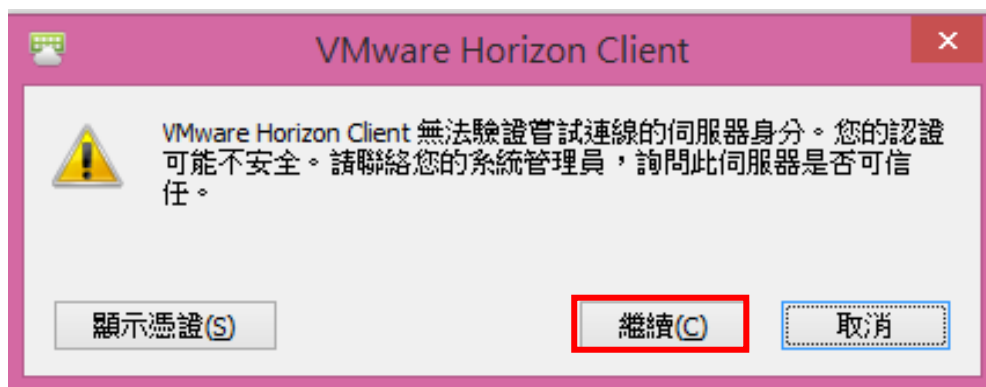 VMware Horizon Client
VMware Horizon Client 無法驗證嘗試連線的伺服器身分。您的認證
可能不安全。請聯絡您的系統管理員，詢問此伺服器是否可信
任。
顯示憑證(S)
繼續(C)
取消